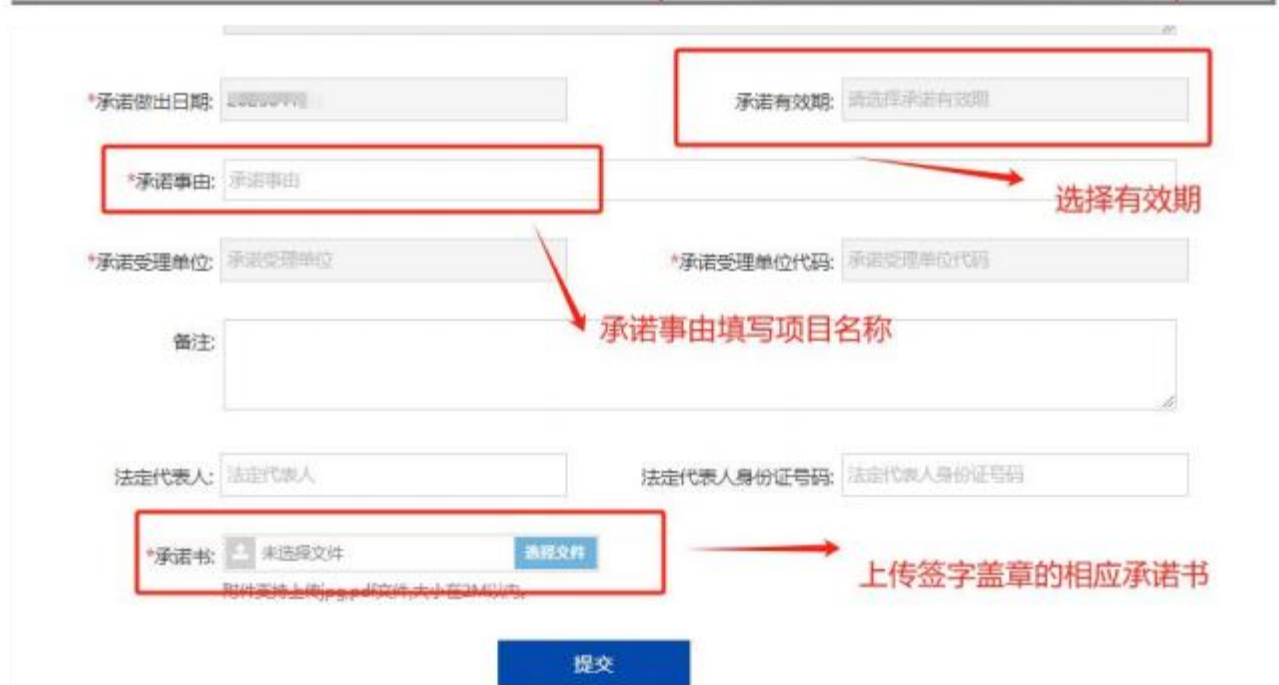 *承诺做出日期: 承诺有效期: 请选择承诺有效期
*承诺事由: 承诺事由
选择有效期
*承诺受理单位: 承诺受理单位 *承诺受理单位代码: 承诺受理单位代码
承诺事由填写项目名称
备注:
法定代表人: 法定代表人 法定代表人身份证号码: 法定代表人身份证号码
*承诺书: 未选择文件 选择文件
上传签字盖章的相应承诺书
附件支持上传jpg,pdf文件,大小在2M以内。
提交